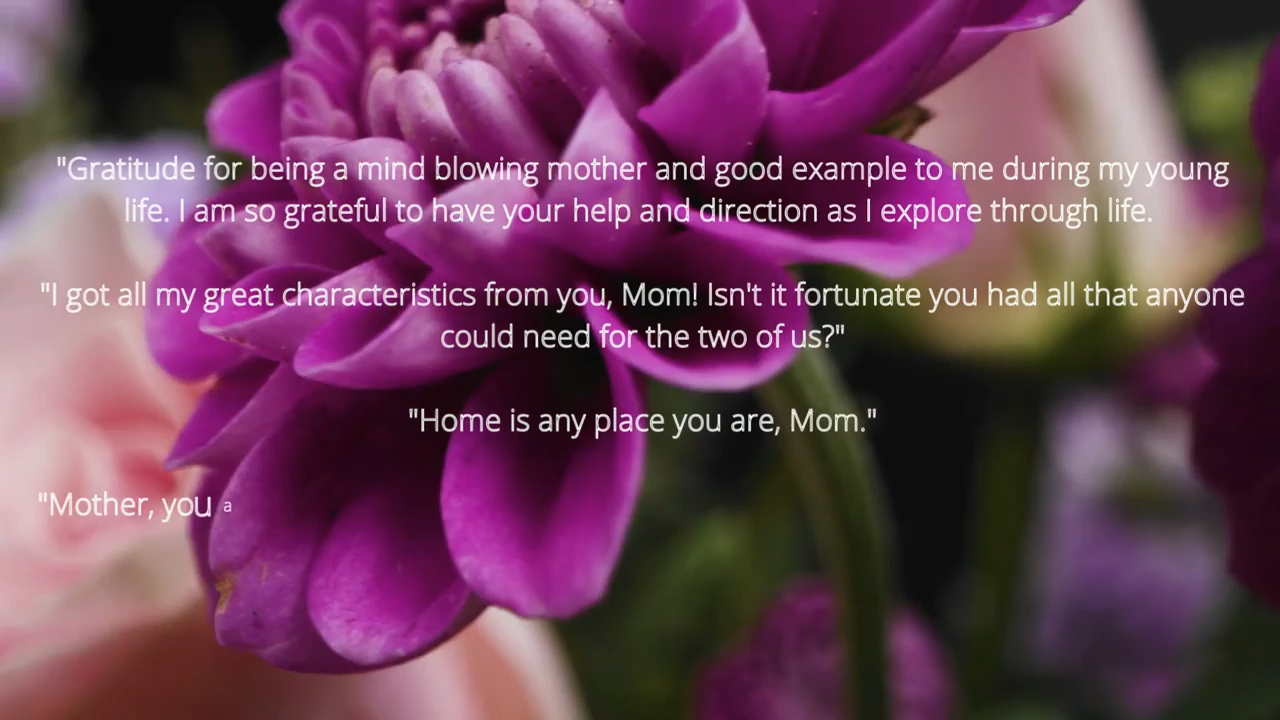 "Gratitude for being a mind blowing mother and good example to me during my young
life. I am so grateful to have your help and direction as I explore through life.
"I got all my great characteristics from you, Mom! Isn't it fortunate you had all that anyone
could need for the two of us?"
"Home is any place you are, Mom."
"Mother, you a